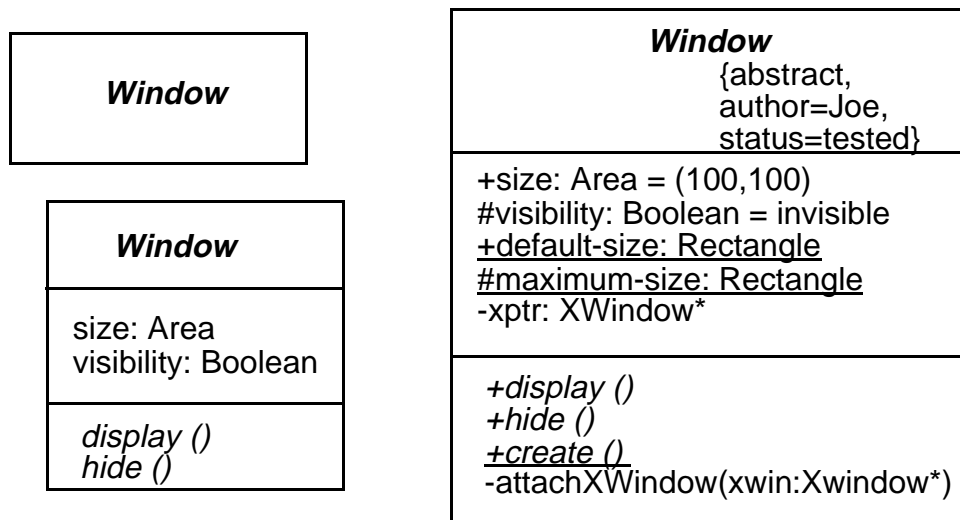 Window
Window
size: Area
visibility: Boolean
display ()
hide ()
Window
{abstract,
author=Joe,
status=tested}
+size: Area = (100,100)
#visibility: Boolean = invisible
+default-size: Rectangle
#maximum-size: Rectangle
-xptr: XWindow*
+display ()
+hide ()
+create ()
-attachXWindow(xwin:Xwindow*)